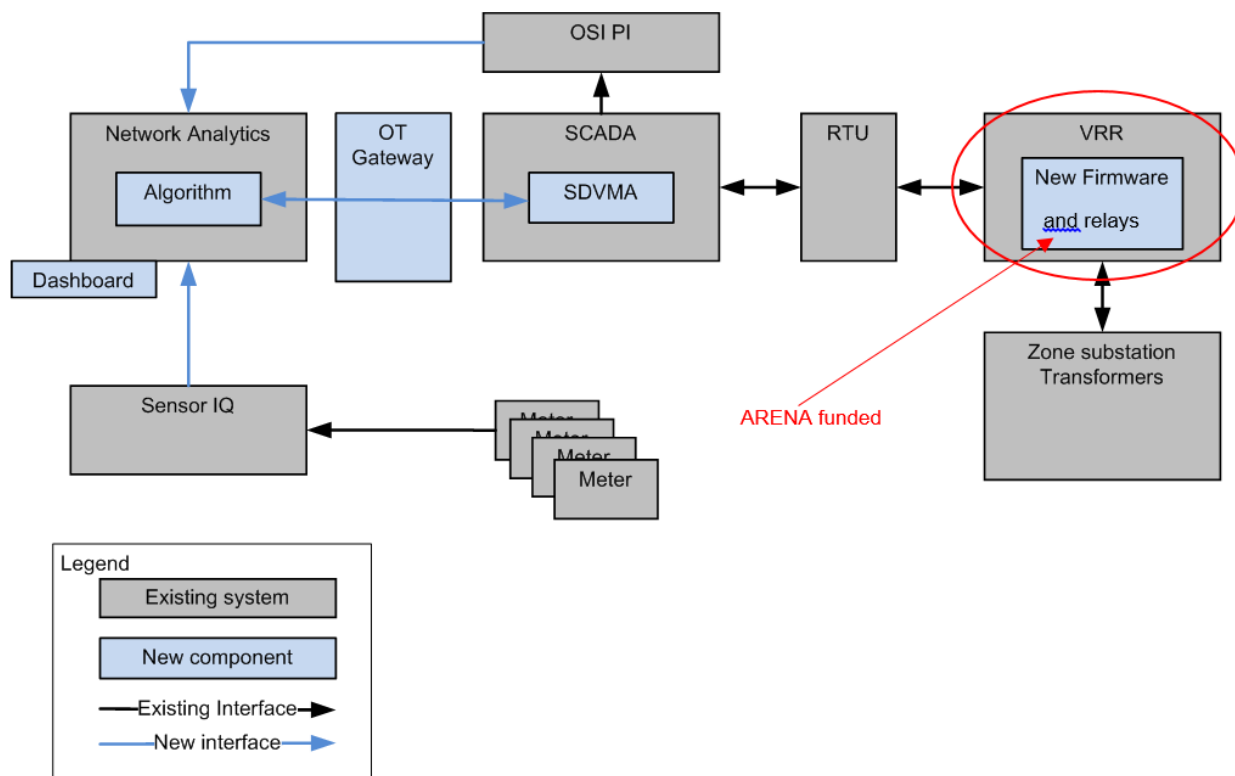 OSI PI
Network Analytics
OT
Gateway
SCADA
RTU
VRR
Algorithm
SDVMA
New Firmware
and relays
Dashboard
Zone substation
Transformers
Sensor IQ
Meter
Meter
Meter
Meter
ARENA funded
Legend
Existing system
New component
Existing Interface
New interface